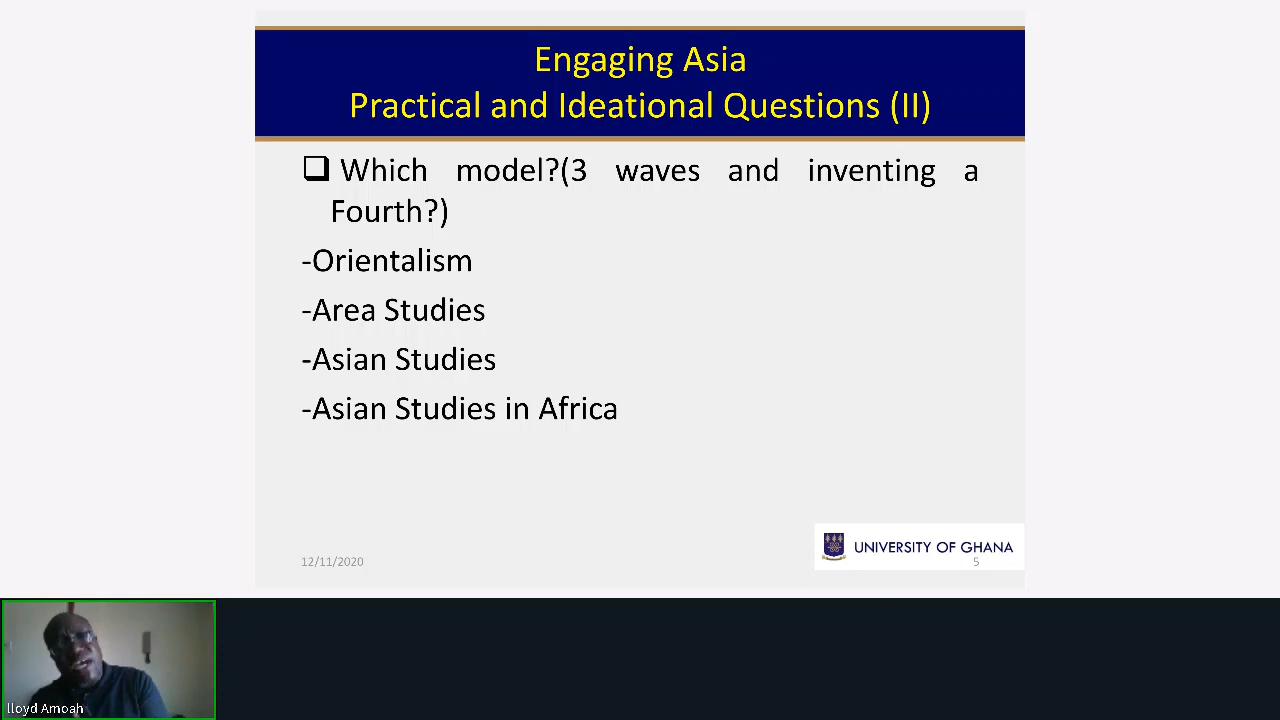 Engaging Asia
Practical and Ideational Questions (II)
Which model?(3 waves and inventing a
Fourth?)
-Orientalism
-Area Studies
-Asian Studies
-Asian Studies in Africa
UNIVERSITY OF GHANA
12/11/2020
5
lloyd Amoah